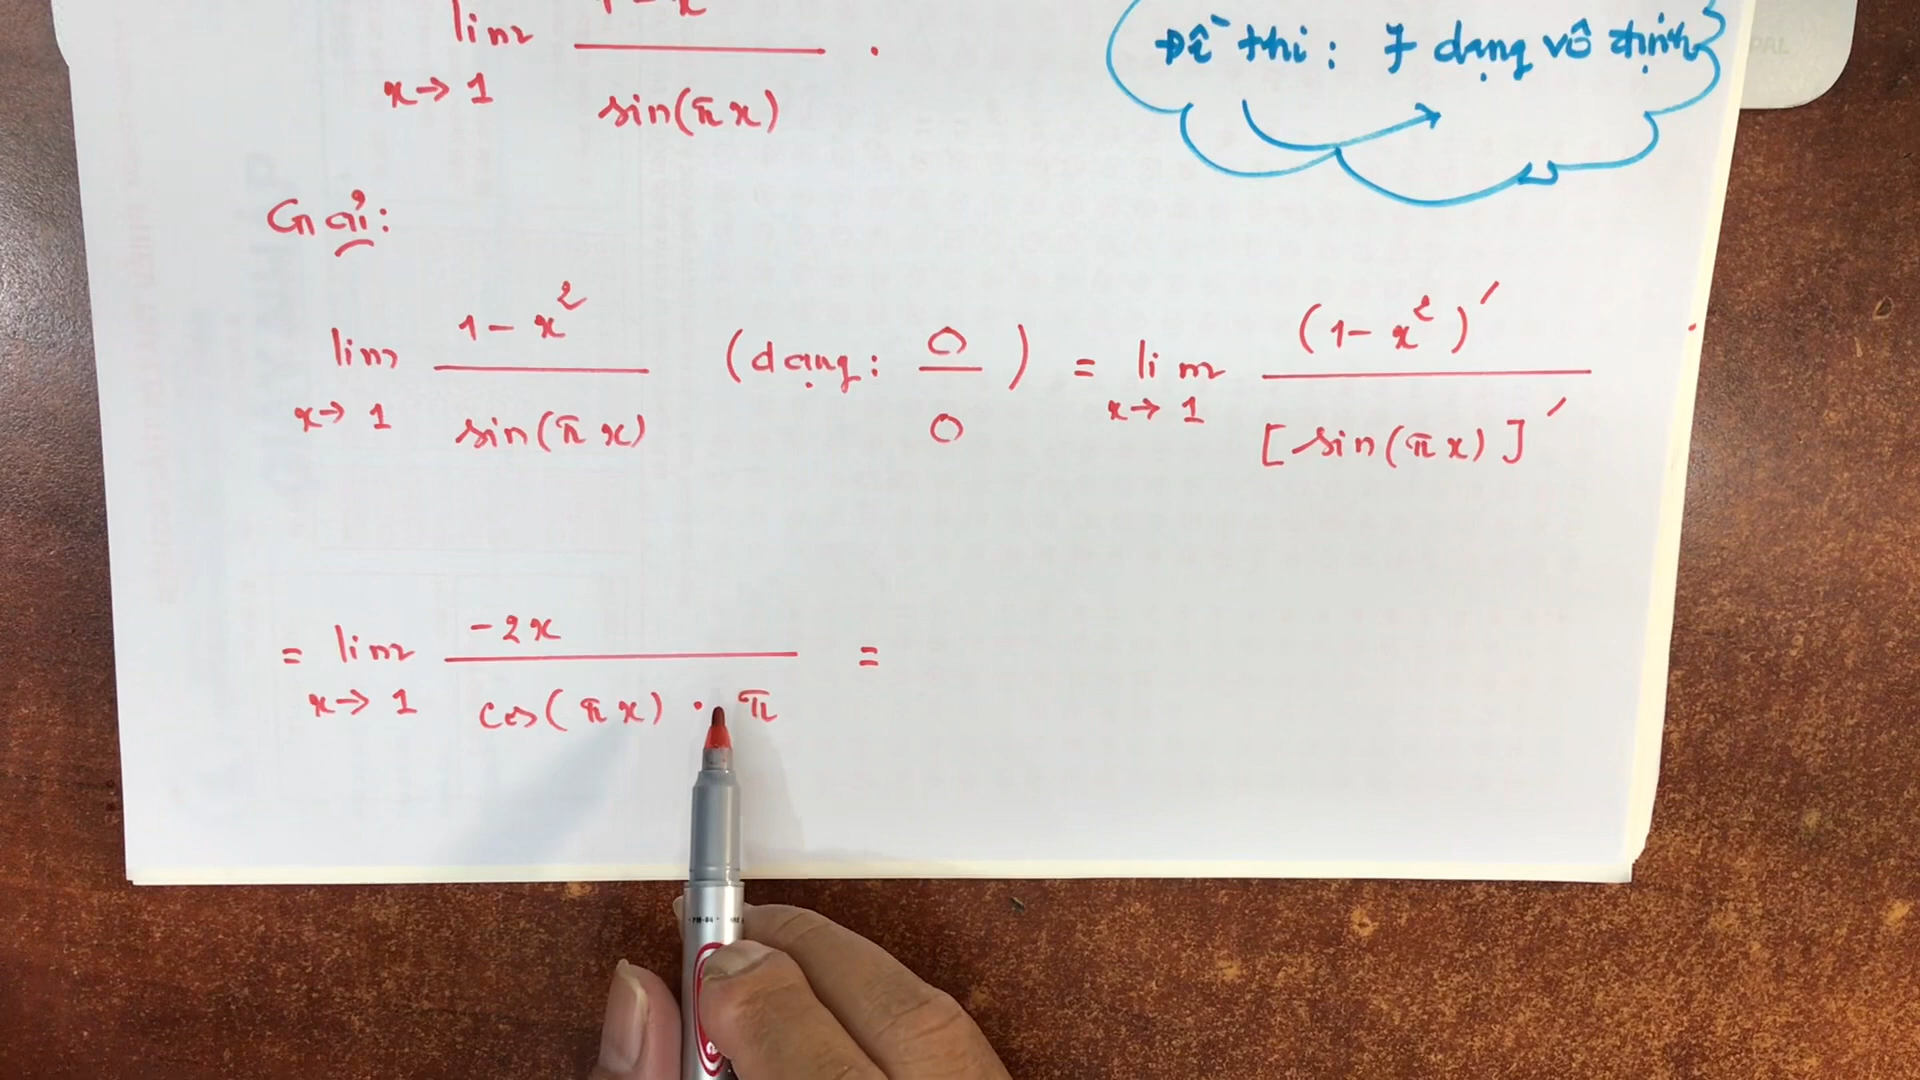 lim 1 - x
x→1 sin(πx) .
Đề thi: 7 dạng vô định
Giải:
lim 1 - x² / sin(πx) (dạng: 0/0) = lim (1 - x²)′ / [sin(πx)]′
x→1 x→1
= lim -2x / cos(πx) · π =
x→1